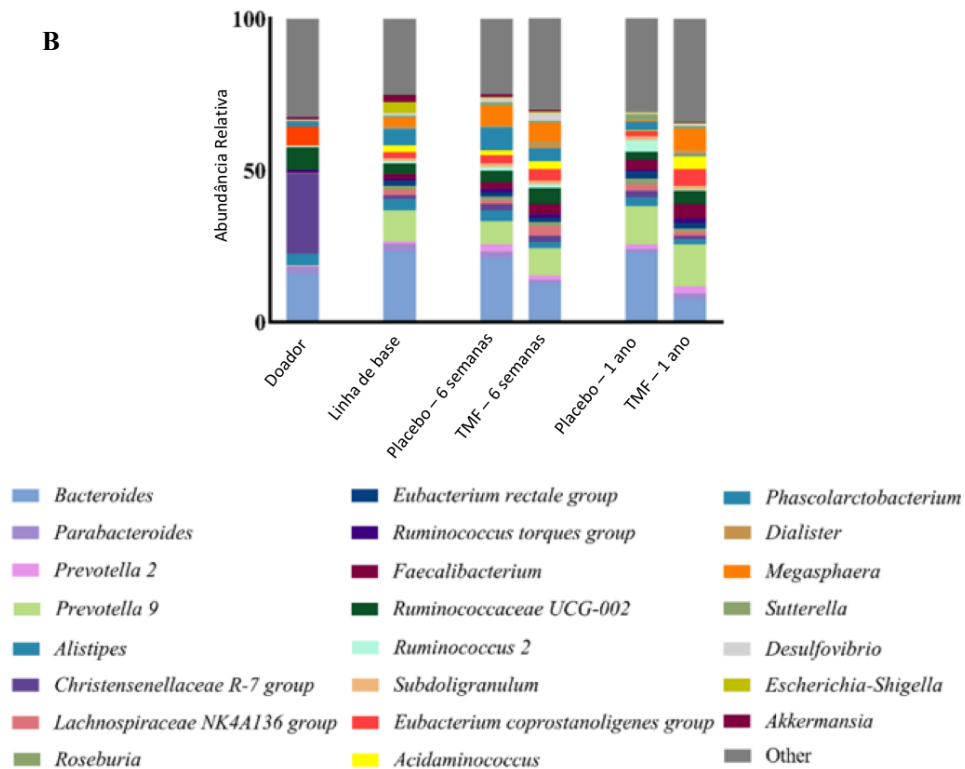 B
100
50
0
Abundância Relativa
Doador
Linha de base
Placebo – 6 semanas
TMF – 6 semanas
Placebo – 1 ano
TMF – 1 ano
Bacteroides
Parabacteroides
Prevotella 2
Prevotella 9
Alistipes
Christensenellaceae R-7 group
Lachnospiraceae NK4A136 group
Roseburia
Eubacterium rectale group
Ruminococcus torques group
Faecalibacterium
Ruminococcaceae UCG-002
Ruminococcus 2
Subdoligranulum
Eubacterium coprostanoligenes group
Acidaminococcus
Phascolarctobacterium
Dialister
Megasphaera
Sutterella
Desulfovibrio
Escherichia-Shigella
Akkermansia
Other